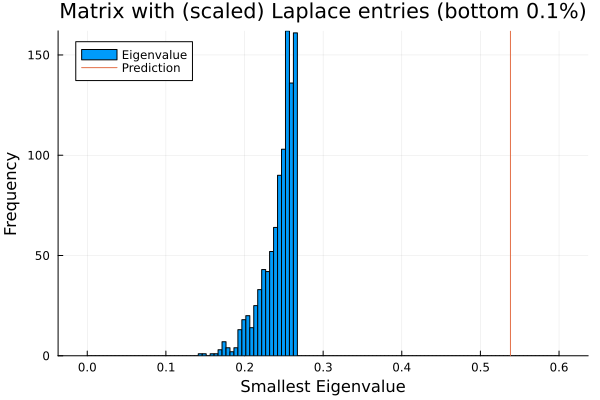 Matrix with (scaled) Laplace entries (bottom 0.1%)
Eigenvalue
Prediction
150
100
50
0
Frequency
0.0 0.1 0.2 0.3 0.4 0.5 0.6
Smallest Eigenvalue